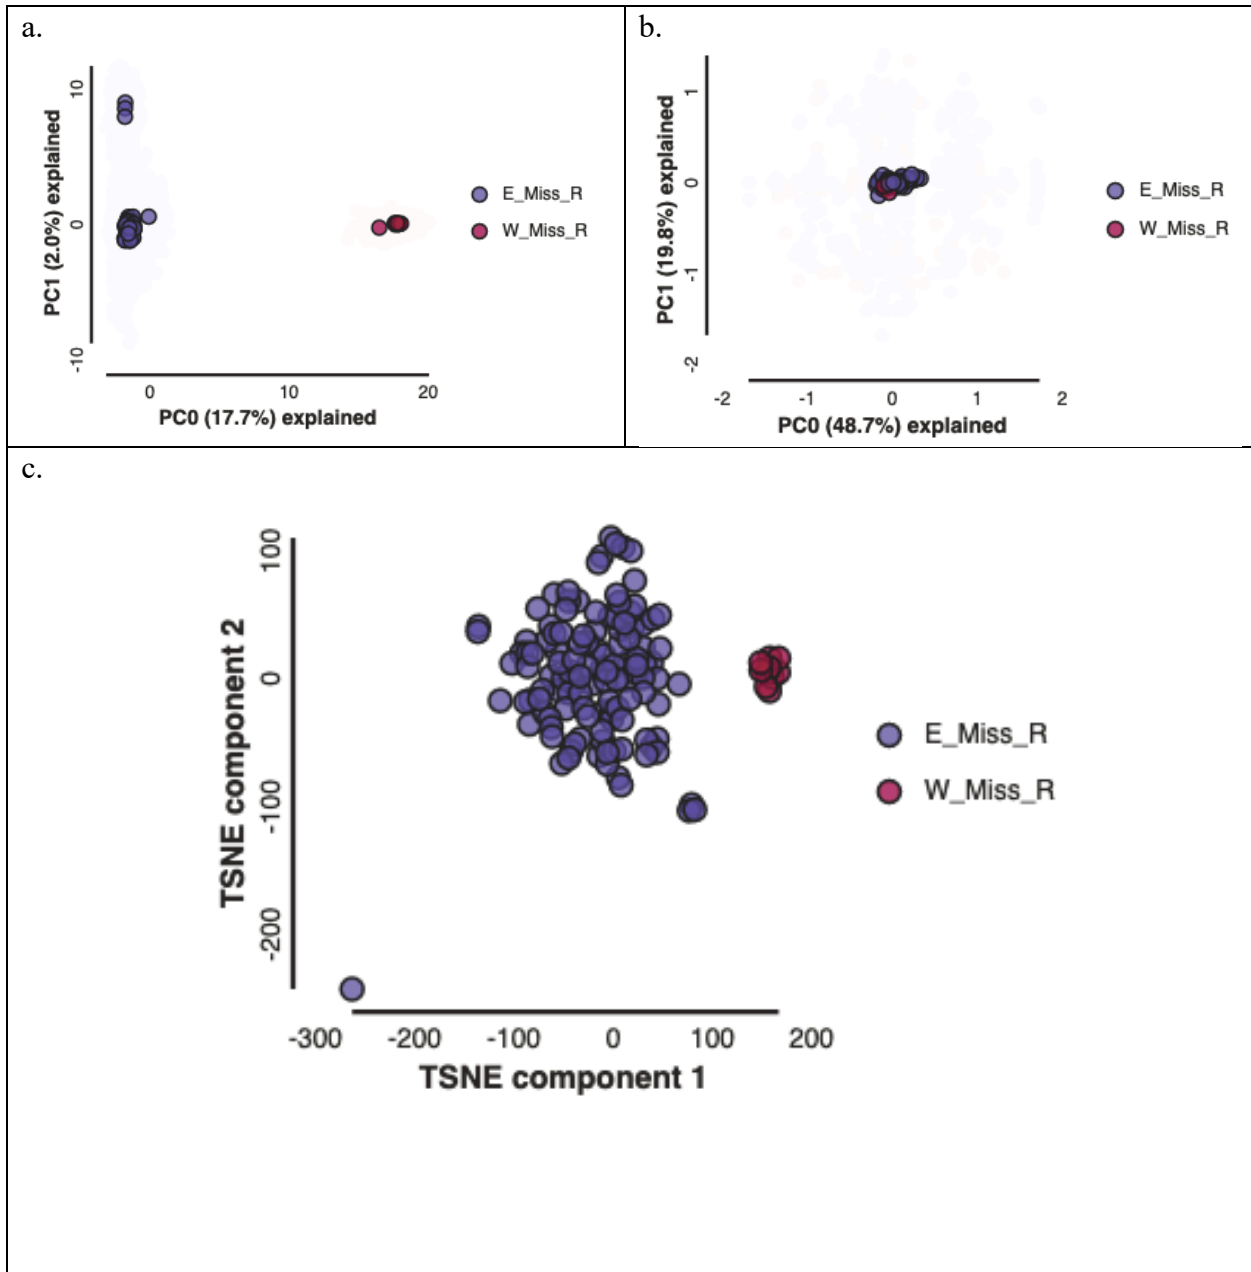 a.
10
0
-10
PC1 (2.0%) explained
0 10 20
PC0 (17.7%) explained
E_Miss_R
W_Miss_R
b.
1
0
-1
-2
PC1 (19.8%) explained
-2 -1 0 1 2
PC0 (48.7%) explained
E_Miss_R
W_Miss_R
c.
100
0
-100
-200
TSNE component 2
-300 -200 -100 0 100 200
TSNE component 1
E_Miss_R
W_Miss_R